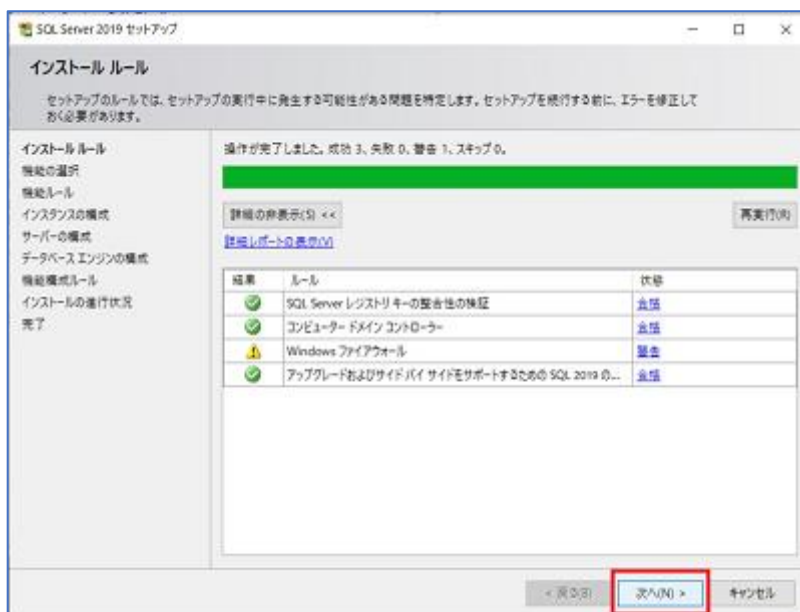 SQL Server 2019 セットアップ
インストール ルール
セットアップのルールでは、セットアップの実行中に発生する可能性がある問題を特定します。セットアップを続行する前に、エラーを修正して
おく必要があります。
インストール ルール
機能の選択
機能ルール
インスタンスの構成
サーバーの構成
データベース エンジンの構成
機能構成ルール
インストールの進行状況
完了
操作が完了しました。成功 3、失敗 0、警告 1、スキップ 0。
詳細の非表示(S) <<
再実行(R)
詳細レポートの表示(V)
結果 ルール 状態
SQL Server レジストリ キーの整合性の検証 合格
コンピューター ドメイン コントローラー 合格
Windows ファイアウォール 警告
アップグレードおよびサイド バイ サイドをサポートするための SQL 2019 の... 合格
< 戻る(B)
次へ(N) >
キャンセル